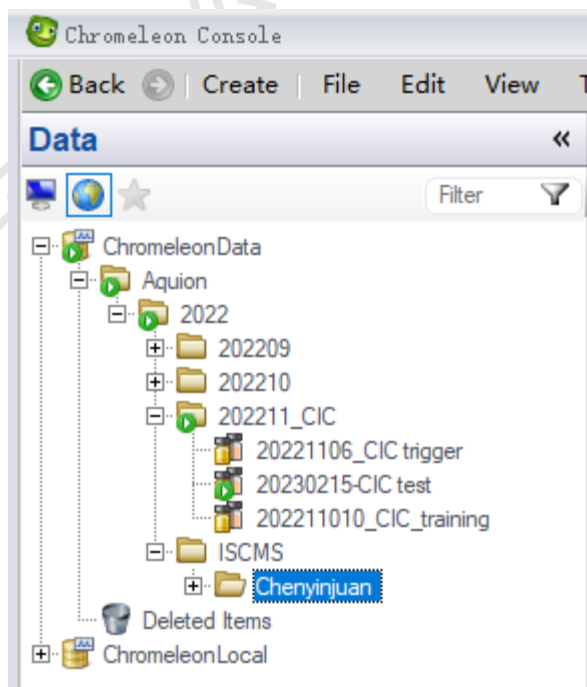 Chromeleon Console
Back Create File Edit View
Data «
Filter
ChromeleonData
Aquion
2022
202209
202210
202211_CIC
20221106_CIC trigger
20230215-CIC test
202211010_CIC_training
ISCMS
Chenyinjuan
Deleted Items
ChromeleonLocal